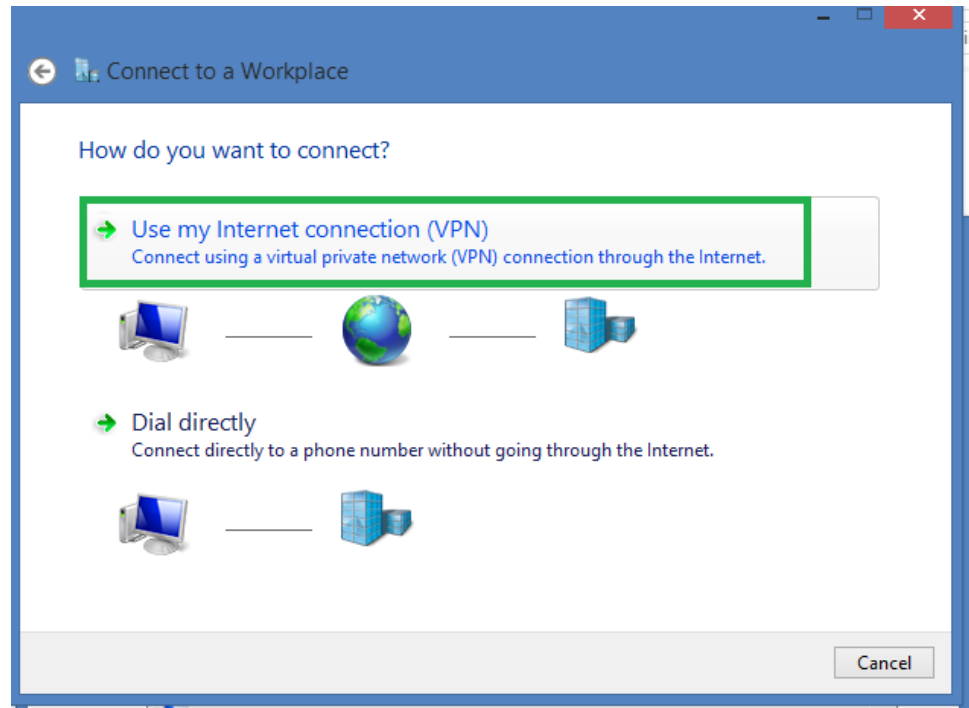 Connect to a Workplace
How do you want to connect?
Use my Internet connection (VPN)
Connect using a virtual private network (VPN) connection through the Internet.
Dial directly
Connect directly to a phone number without going through the Internet.
Cancel